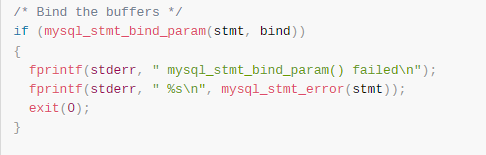 /* Bind the buffers */
if (mysql_stmt_bind_param(stmt, bind))
{
  fprintf(stderr, " mysql_stmt_bind_param() failed\n");
  fprintf(stderr, " %s\n", mysql_stmt_error(stmt));
  exit(0);
}